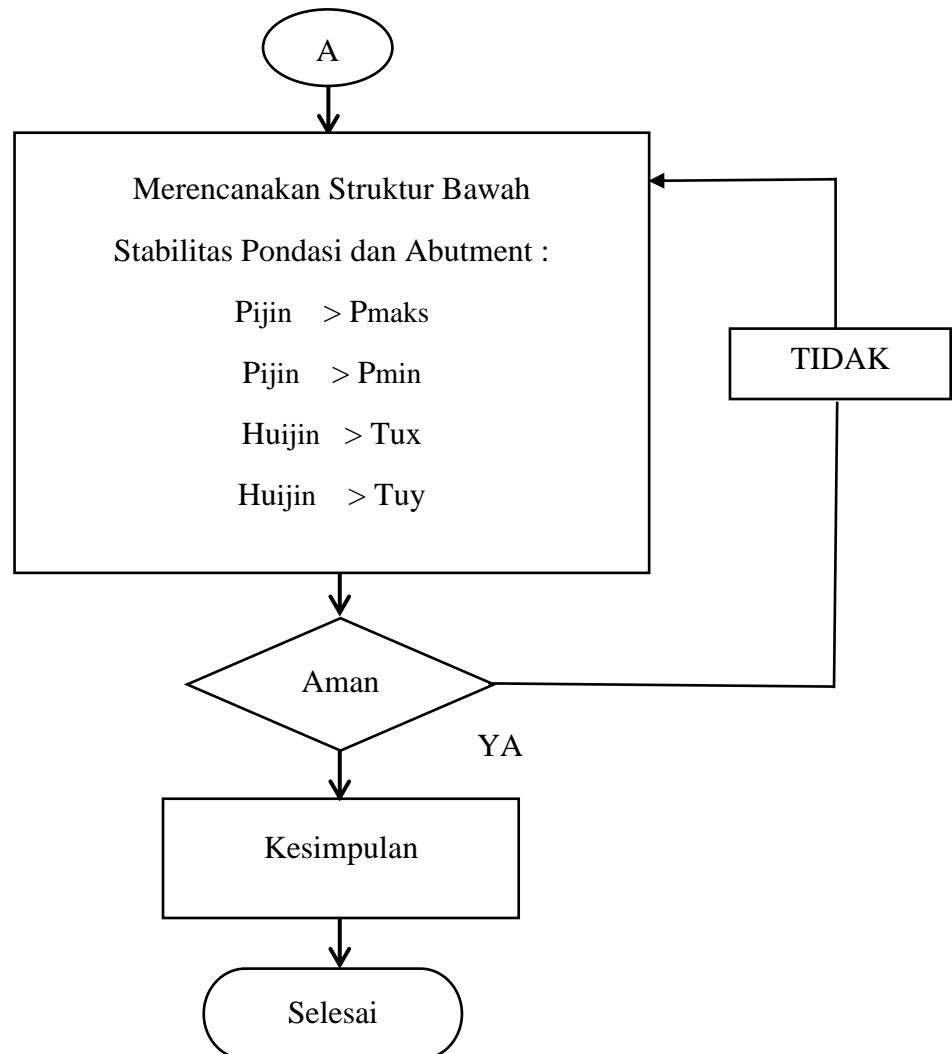 A
Merencanakan Struktur Bawah
Stabilitas Pondasi dan Abutment :
Pijin > Pmaks
Pijin > Pmin
Huijin > Tux
Huijin > Tuy
TIDAK
Aman
YA
Kesimpulan
Selesai